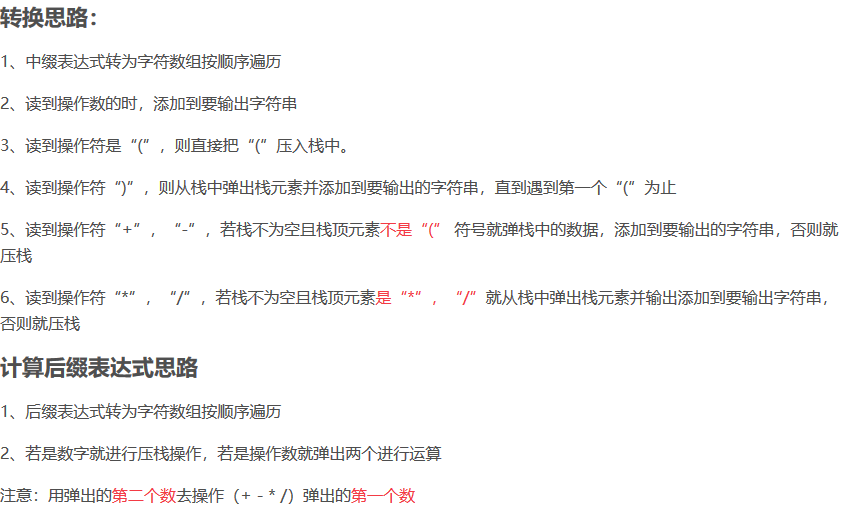 转换思路：
1、中缀表达式转为字符数组按顺序遍历
2、读到操作数的时，添加到要输出字符串
3、读到操作符是“(”，则直接把“(”压入栈中。
4、读到操作符“)”，则从栈中弹出栈元素并添加到要输出的字符串，直到遇到第一个“(”为止
5、读到操作符“+”，“-”，若栈不为空且栈顶元素不是“(” 符号就弹栈中的数据，添加到要输出的字符串，否则就
压栈
6、读到操作符“*”，“/”，若栈不为空且栈顶元素是“*”，“/”就从栈中弹出栈元素并输出添加到要输出字符串，
否则就压栈
计算后缀表达式思路
1、后缀表达式转为字符数组按顺序遍历
2、若是数字就进行压栈操作，若是操作数就弹出两个进行运算
注意：用弹出的第二个数去操作（+ - * /）弹出的第一个数